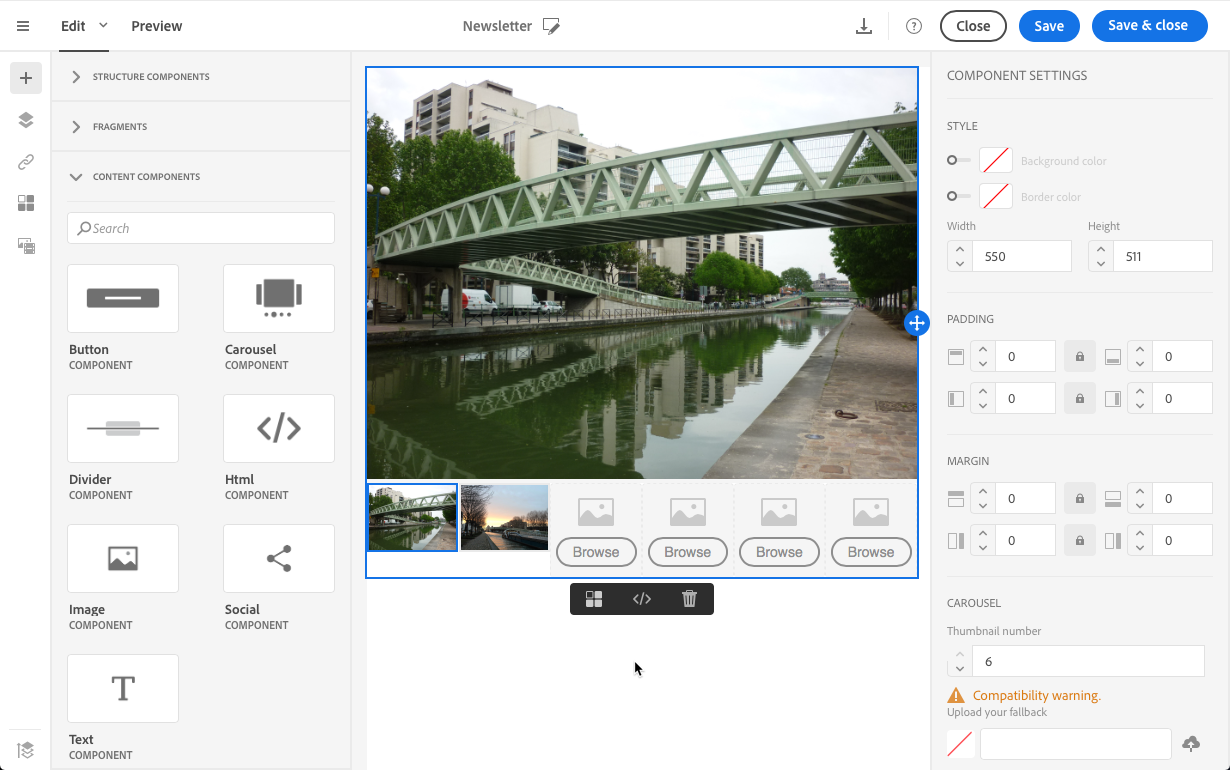 Edit
Preview
Newsletter
Close
Save
Save & close
STRUCTURE COMPONENTS
FRAGMENTS
CONTENT COMPONENTS
Search
Button
COMPONENT
Carousel
COMPONENT
Divider
COMPONENT
Html
COMPONENT
Image
COMPONENT
Social
COMPONENT
Text
COMPONENT
Browse
Browse
Browse
Browse
COMPONENT SETTINGS
STYLE
Background color
Border color
Width
Height
550
511
PADDING
0
0
0
0
MARGIN
0
0
0
0
CAROUSEL
Thumbnail number
6
Compatibility warning.
Upload your fallback